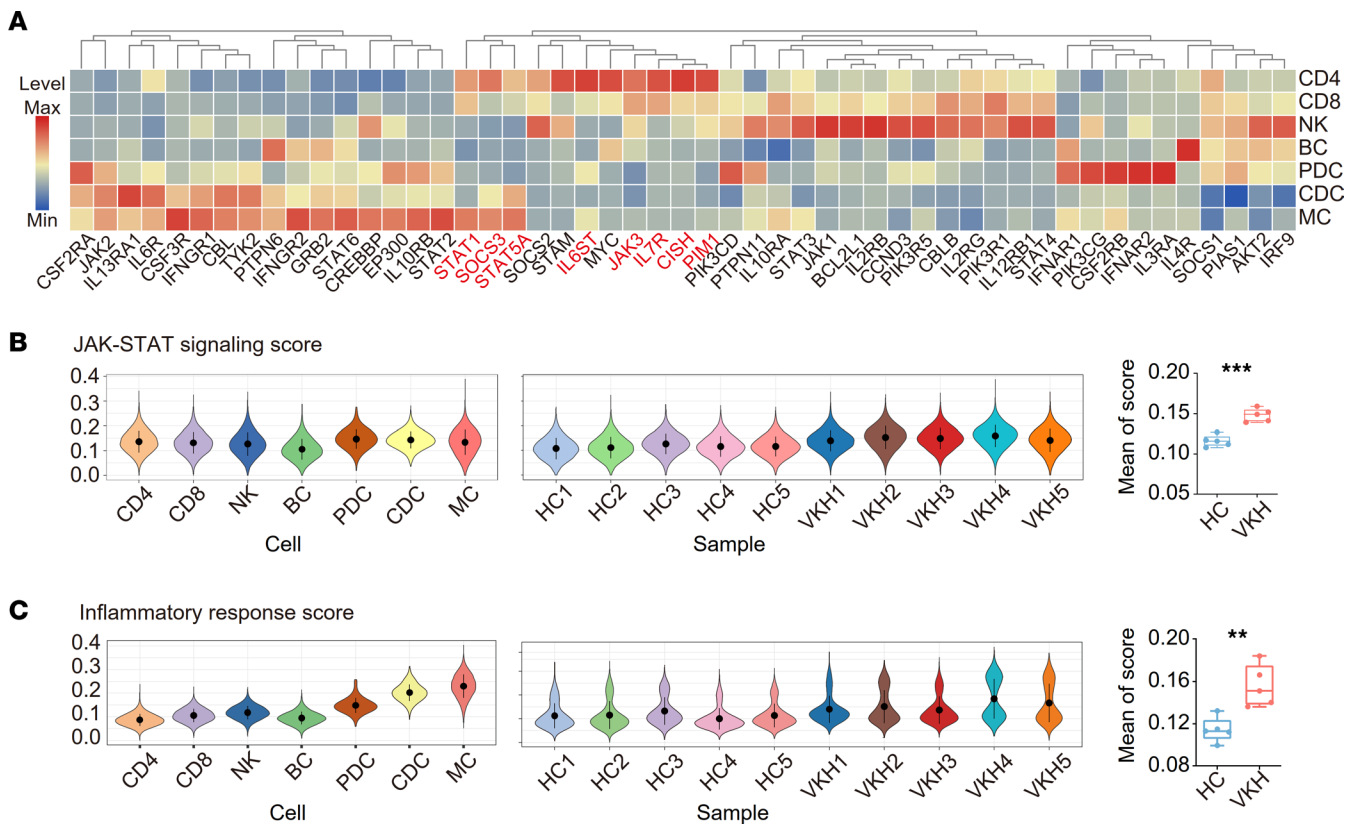 A
Level
Max
Min
CD4
CD8
NK
BC
PDC
CDC
MC
CSF2RA
JAK2
IL13RA1
IL6R
CSF3R
IFNGR1
CBL
TYK2
PTPN6
IFNGR2
GRB2
STAT6
CREBBP
EP300
IL10RB
STAT2
STAT1
SOCS3
STAT5A
SOCS2
STAM
IL6ST
MYC
JAK3
IL7R
CISH
PIM1
PIK3CD
PTPN11
IL10RA
STAT3
JAK1
BCL2L1
IL2RB
CCND3
PIK3R5
CBLB
IL2RG
PIK3R1
IL12RB1
STAT4
IFNAR1
PIK3CG
CSF2RB
IFNAR2
IL3RA
IL4R
SOCS1
PIAS1
AKT2
IRF9
B
JAK-STAT signaling score
0.4
0.3
0.2
0.1
0.0
CD4
CD8
NK
BC
PDC
CDC
MC
Cell
HC1
HC2
HC3
HC4
HC5
VKH1
VKH2
VKH3
VKH4
VKH5
Sample
Mean of score
0.20
0.15
0.10
0.05
***
HC
VKH
C
Inflammatory response score
0.4
0.3
0.2
0.1
0.0
CD4
CD8
NK
BC
PDC
CDC
MC
Cell
HC1
HC2
HC3
HC4
HC5
VKH1
VKH2
VKH3
VKH4
VKH5
Sample
Mean of score
0.20
0.16
0.12
0.08
**
HC
VKH